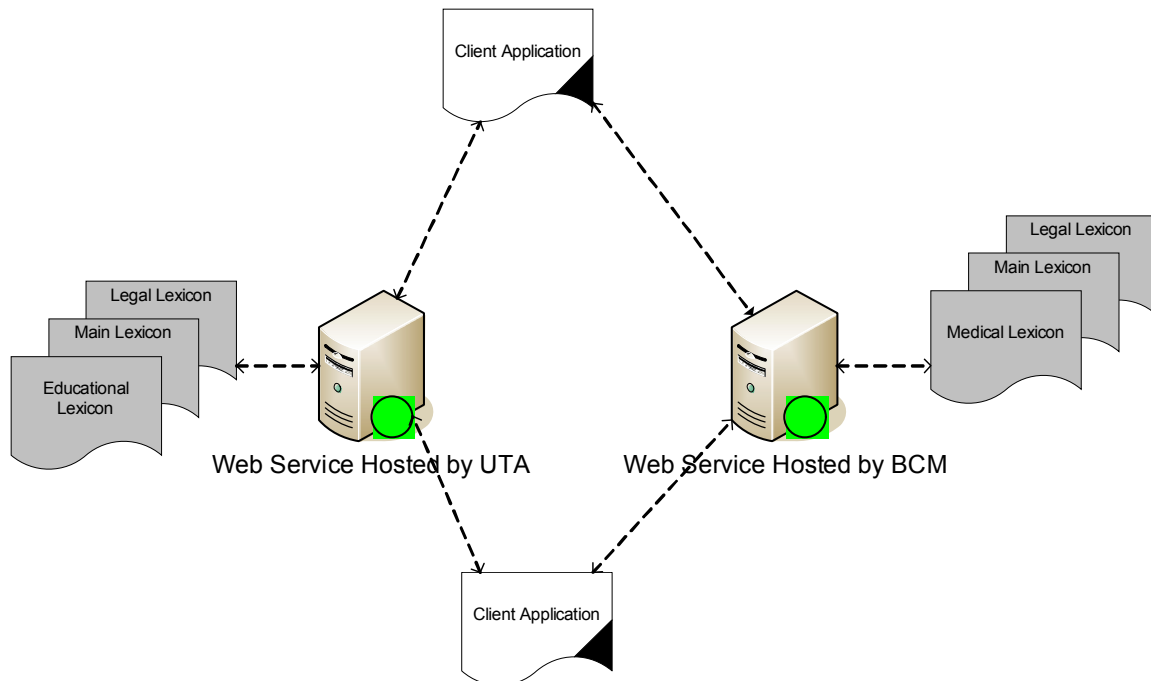 Client Application
Legal Lexicon
Main Lexicon
Educational
Lexicon
Legal Lexicon
Main Lexicon
Medical Lexicon
Web Service Hosted by UTA
Web Service Hosted by BCM
Client Application